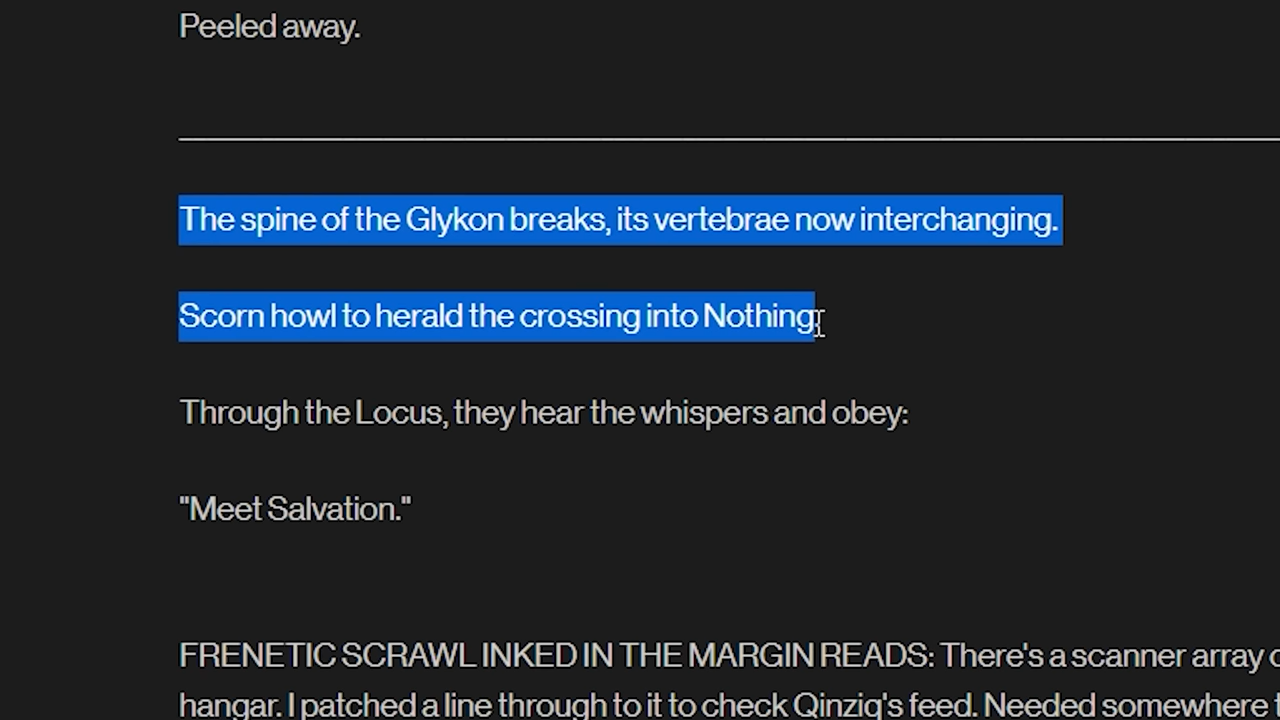 Peeled away.
The spine of the Glykon breaks, its vertebrae now interchanging.
Scorn howl to herald the crossing into Nothing.
Through the Locus, they hear the whispers and obey:
"Meet Salvation."
FRENETIC SCRAWL INKED IN THE MARGIN READS: There's a scanner array
hangar. I patched a line through to it to check Qinziq's feed. Needed somewhere